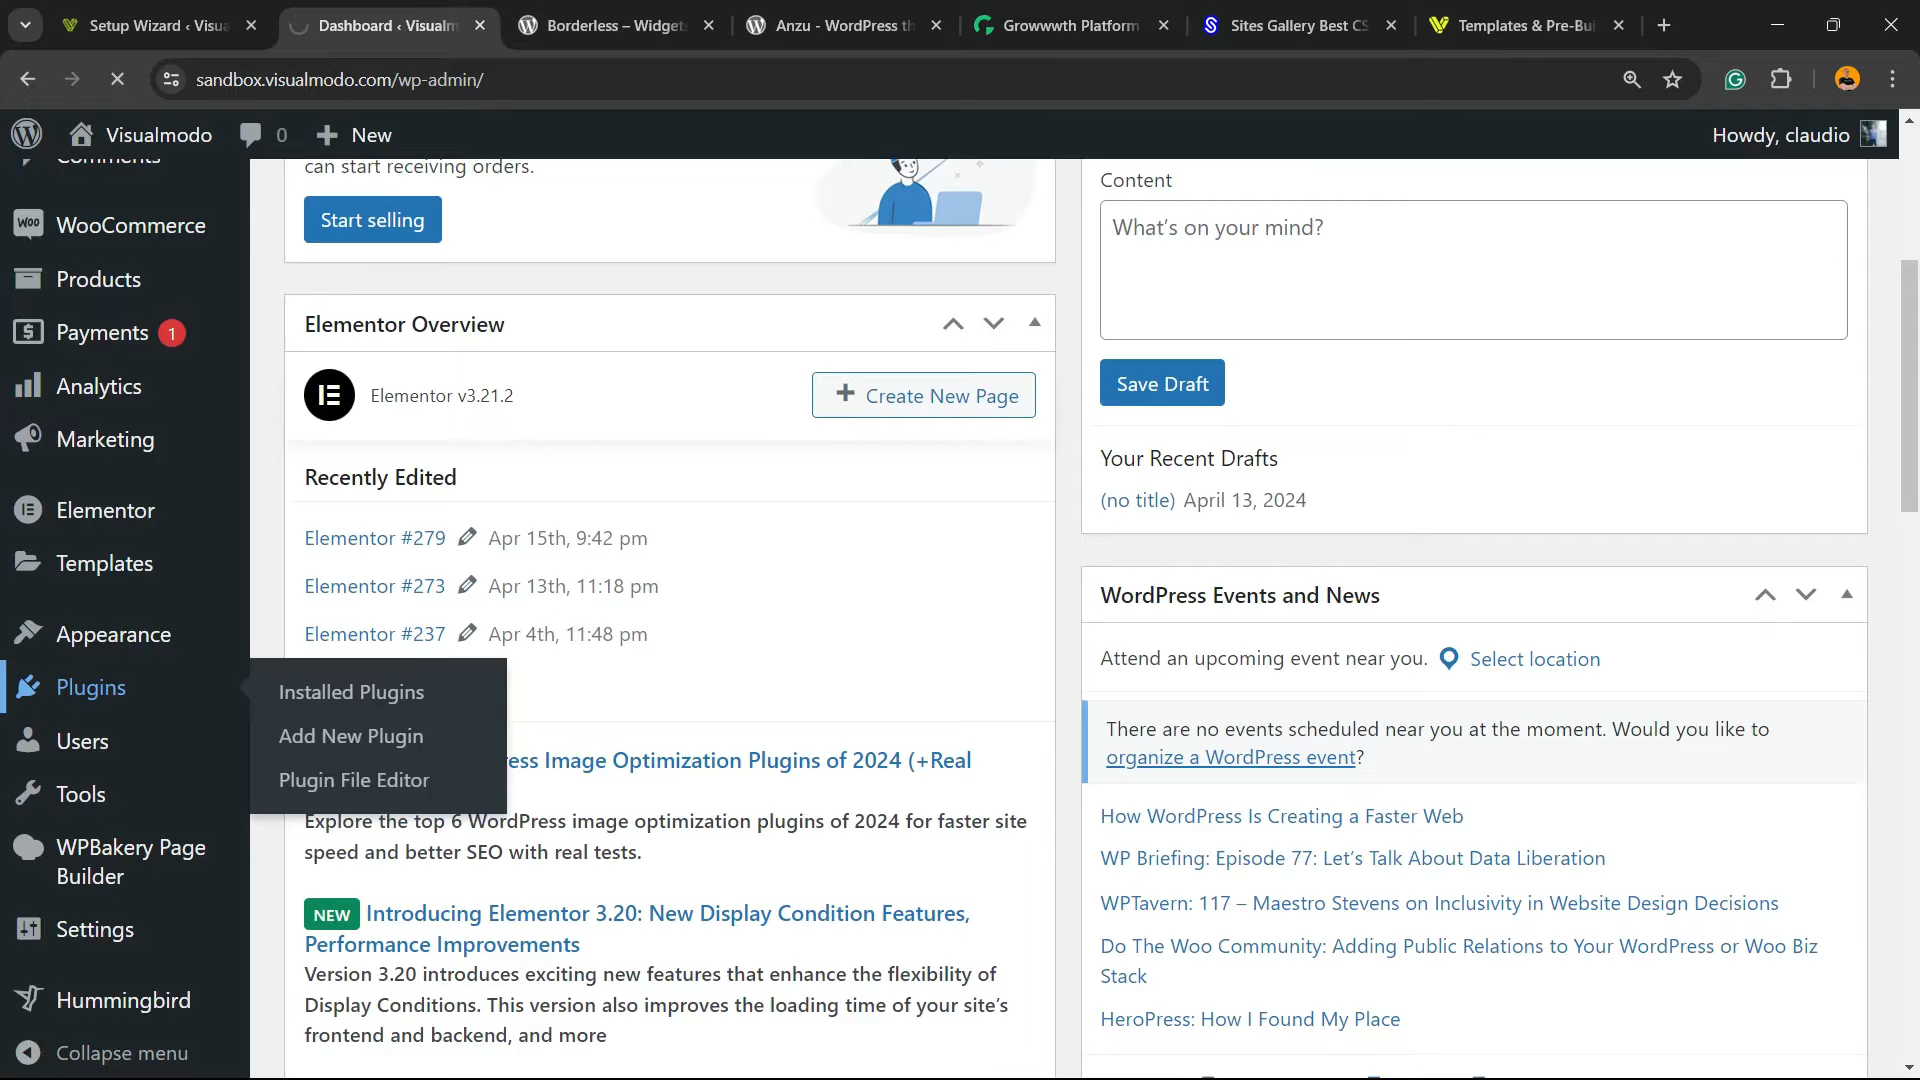 Setup Wizard ‹ Visua
Dashboard ‹ Visualm
Borderless – Widget
Anzu - WordPress th
Growwwth Platform
Sites Gallery Best CS
Templates & Pre-Bui
sandbox.visualmodo.com/wp-admin/
Visualmodo
0
New
Howdy, claudio
Comments
WooCommerce
Products
Payments 1
Analytics
Marketing
Elementor
Templates
Appearance
Plugins
Users
Tools
WPBakery Page
Builder
Settings
Hummingbird
Collapse menu
Installed Plugins
Add New Plugin
Plugin File Editor
can start receiving orders.
Start selling
Elementor Overview
Elementor v3.21.2
Create New Page
Recently Edited
Elementor #279 Apr 15th, 9:42 pm
Elementor #273 Apr 13th, 11:18 pm
Elementor #237 Apr 4th, 11:48 pm
ess Image Optimization Plugins of 2024 (+Real
Explore the top 6 WordPress image optimization plugins of 2024 for faster site
speed and better SEO with real tests.
NEW Introducing Elementor 3.20: New Display Condition Features,
Performance Improvements
Version 3.20 introduces exciting new features that enhance the flexibility of
Display Conditions. This version also improves the loading time of your site's
frontend and backend, and more
Content
What's on your mind?
Save Draft
Your Recent Drafts
(no title) April 13, 2024
WordPress Events and News
Attend an upcoming event near you. Select location
There are no events scheduled near you at the moment. Would you like to
organize a WordPress event?
How WordPress Is Creating a Faster Web
WP Briefing: Episode 77: Let's Talk About Data Liberation
WPTavern: 117 – Maestro Stevens on Inclusivity in Website Design Decisions
Do The Woo Community: Adding Public Relations to Your WordPress or Woo Biz
Stack
HeroPress: How I Found My Place